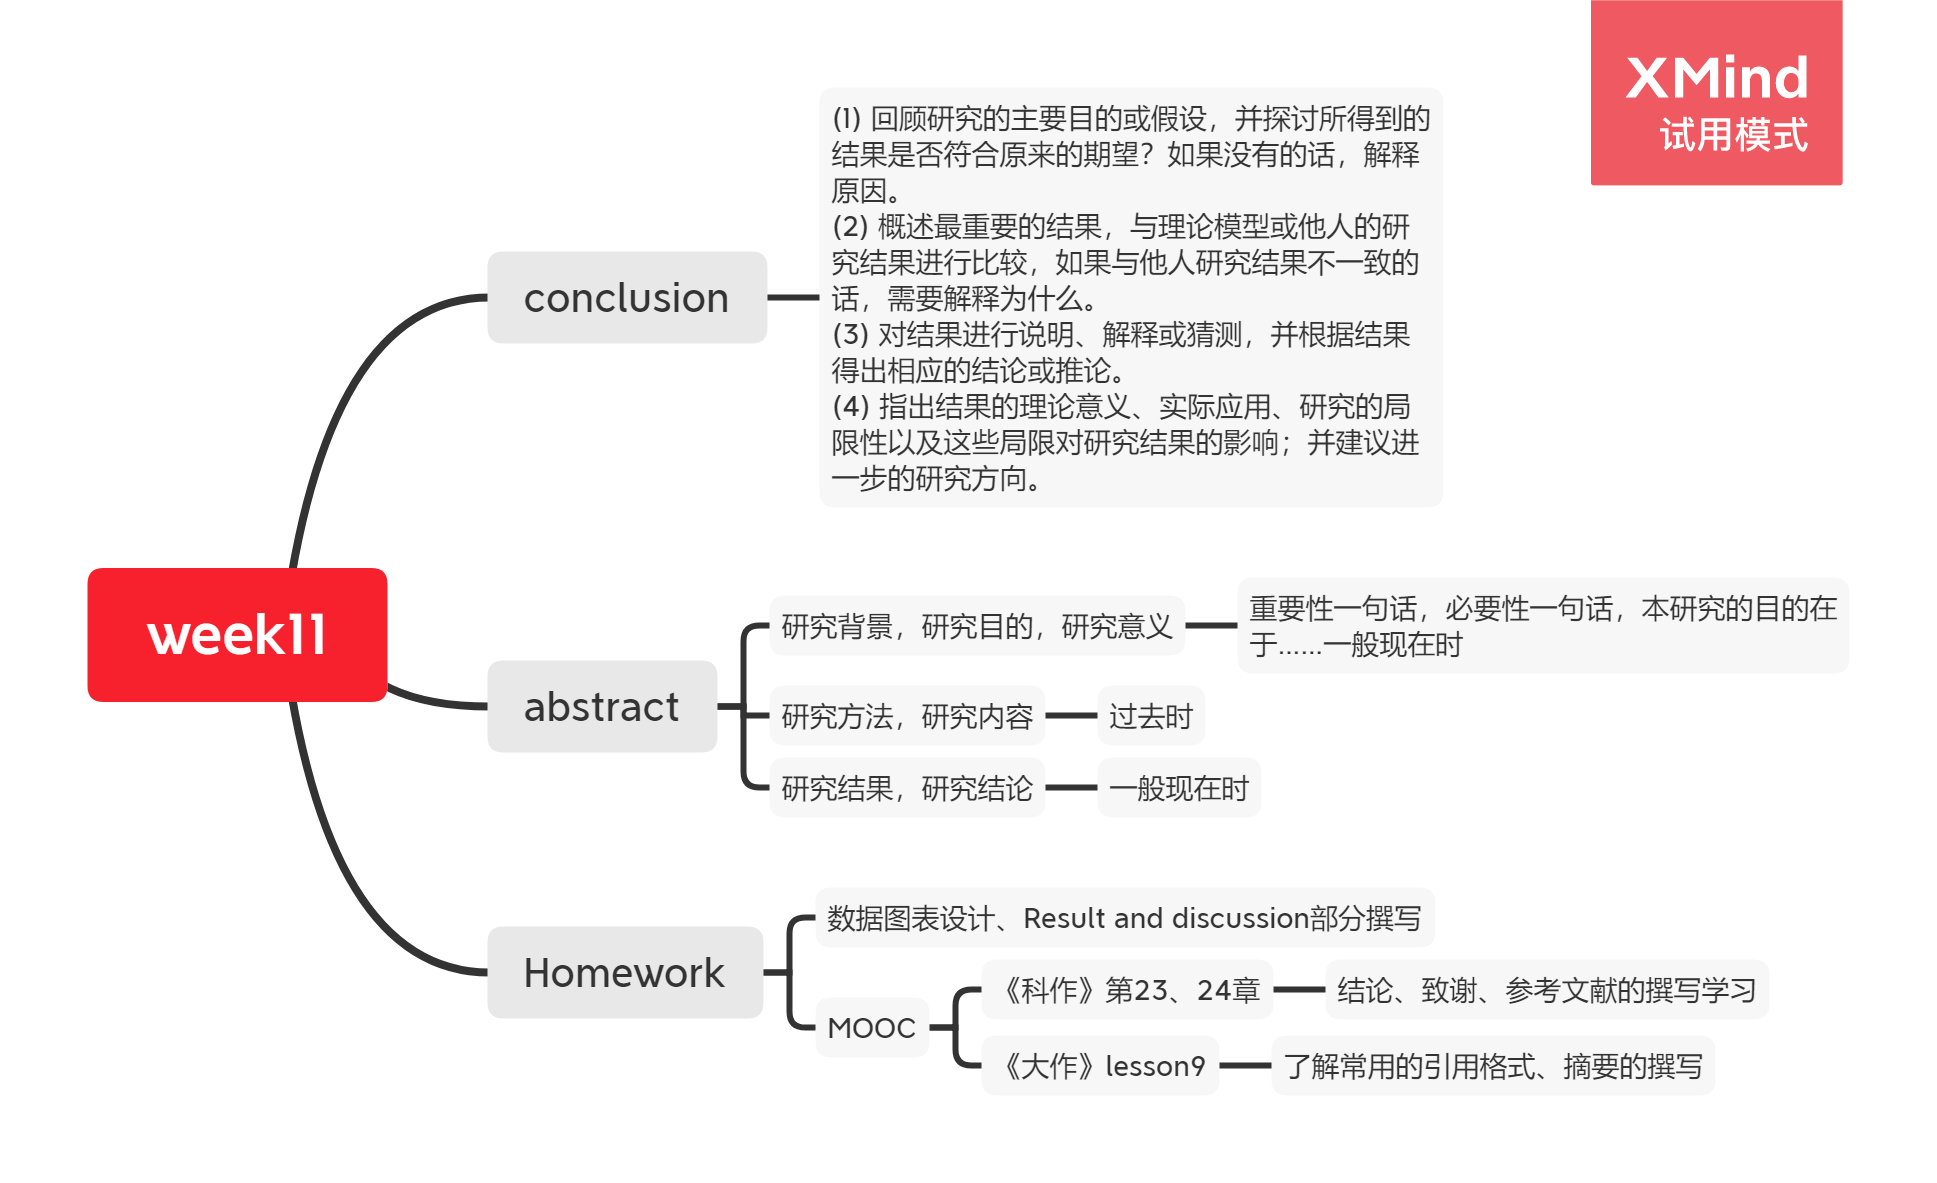 XMind
试用模式
(1) 回顾研究的主要目的或假设，并探讨所得到的
结果是否符合原来的期望？如果没有的话，解释
原因。
(2) 概述最重要的结果，与理论模型或他人的研
究结果进行比较，如果与他人研究结果不一致的
话，需要解释为什么。
(3) 对结果进行说明、解释或猜测，并根据结果
得出相应的结论或推论。
(4) 指出结果的理论意义、实际应用、研究的局
限性以及这些局限对研究结果的影响；并建议进
一步的研究方向。
conclusion
week11
abstract
研究背景，研究目的，研究意义
重要性一句话，必要性一句话，本研究的目的在
于......一般现在时
研究方法，研究内容
过去时
研究结果，研究结论
一般现在时
Homework
数据图表设计、Result and discussion部分撰写
MOOC
《科作》第23、24章
结论、致谢、参考文献的撰写学习
《大作》lesson9
了解常用的引用格式、摘要的撰写